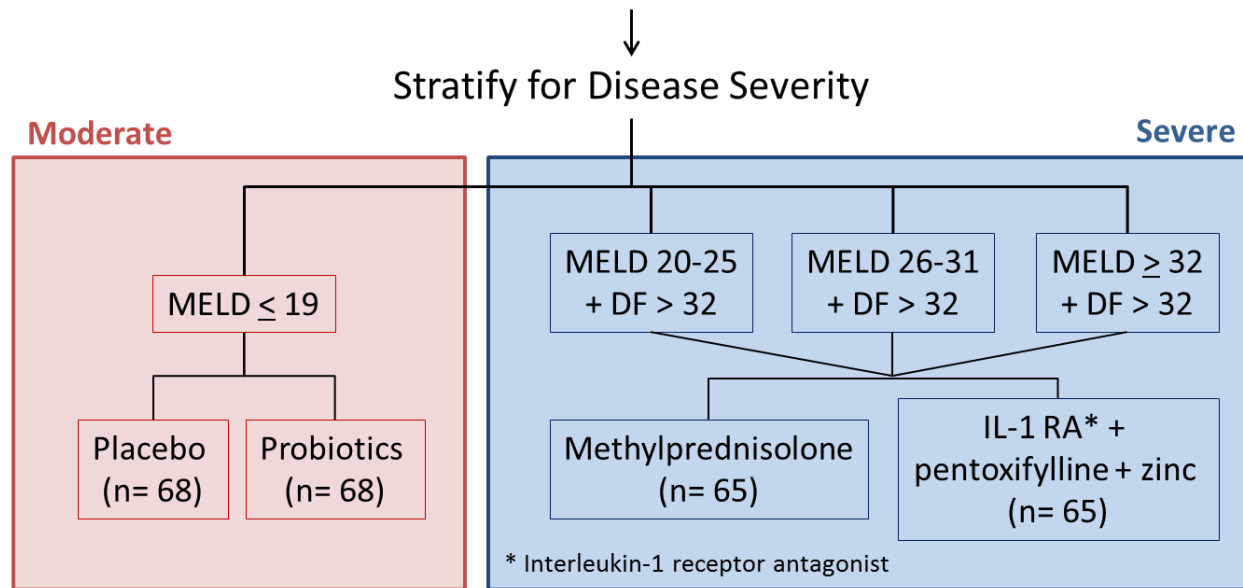 Stratify for Disease Severity
Moderate
Severe
MELD ≤ 19
MELD 20-25
+ DF > 32
MELD 26-31
+ DF > 32
MELD ≥ 32
+ DF > 32
Placebo
(n= 68)
Probiotics
(n= 68)
Methylprednisolone
(n= 65)
IL-1 RA* +
pentoxifylline + zinc
(n= 65)
* Interleukin-1 receptor antagonist